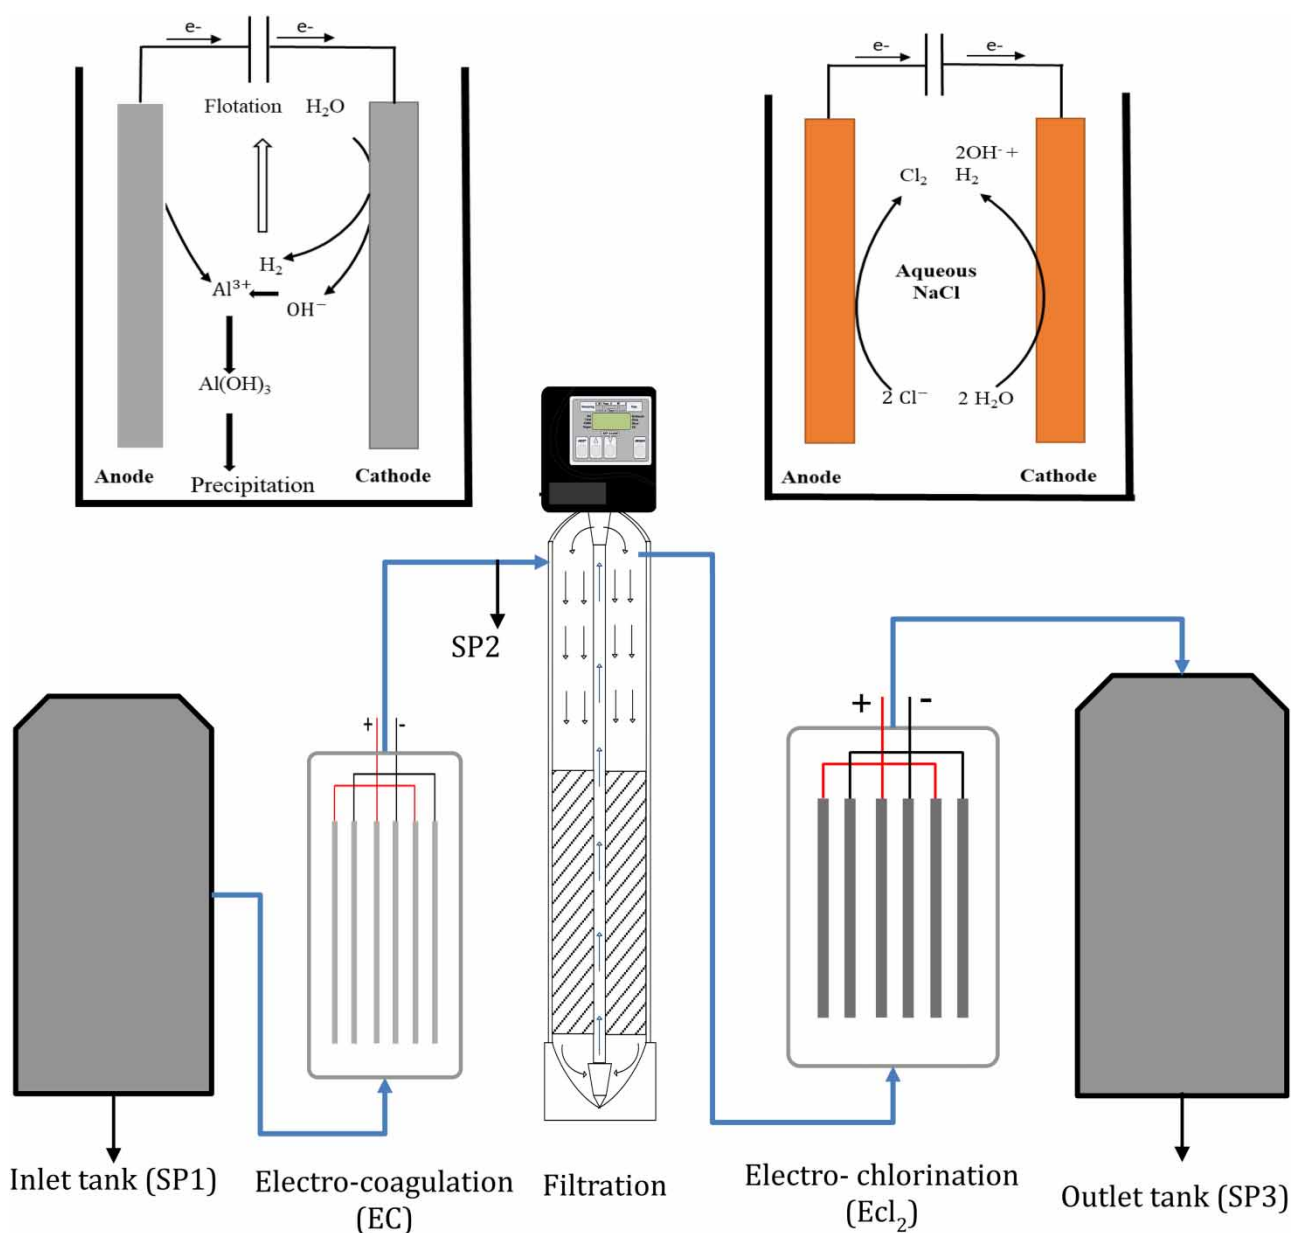 e-
e-
Flotation
H₂O
H₂
Al³⁺
OH⁻
Al(OH)₃
Anode
Cathode
Precipitation
e-
e-
2OH⁻ +
Cl₂
H₂
Aqueous
NaCl
2 Cl⁻
2 H₂O
Anode
Cathode
SP2
+
-
+
-
Inlet tank (SP1)
Electro-coagulation
(EC)
Filtration
Electro- chlorination
(Ecl₂)
Outlet tank (SP3)